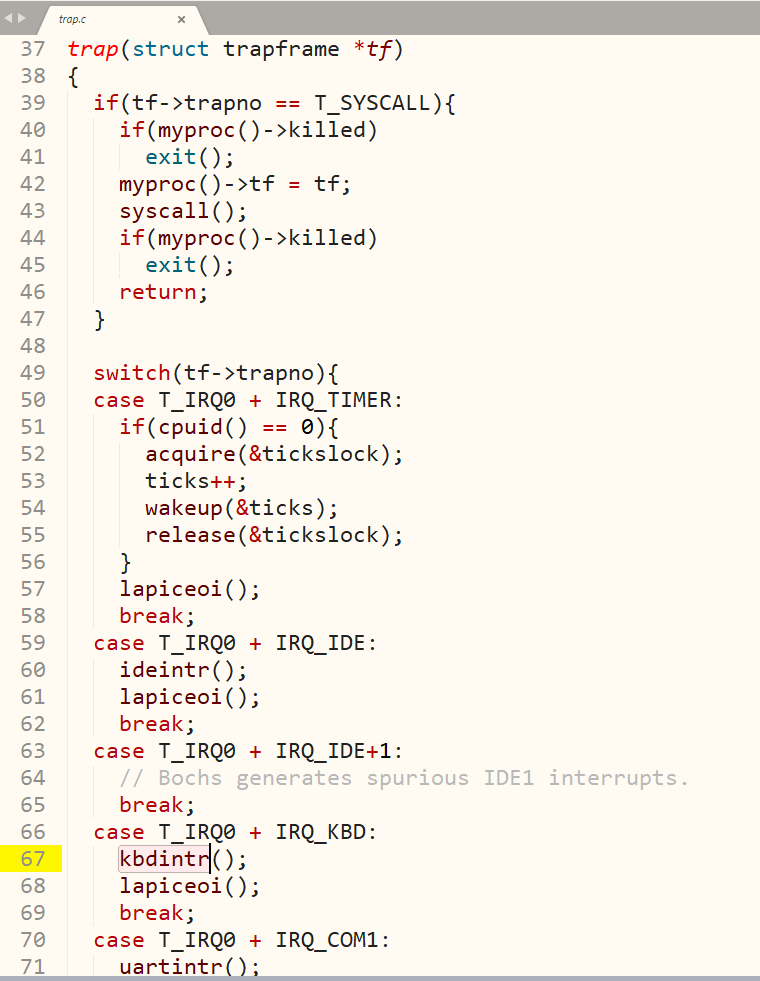 trap.c ×
37 trap(struct trapframe *tf)
38 {
39   if(tf->trapno == T_SYSCALL){
40     if(myproc()->killed)
41       exit();
42     myproc()->tf = tf;
43     syscall();
44     if(myproc()->killed)
45       exit();
46     return;
47   }
48
49   switch(tf->trapno){
50   case T_IRQ0 + IRQ_TIMER:
51     if(cpuid() == 0){
52       acquire(&tickslock);
53       ticks++;
54       wakeup(&ticks);
55       release(&tickslock);
56     }
57     lapiceoi();
58     break;
59   case T_IRQ0 + IRQ_IDE:
60     ideintr();
61     lapiceoi();
62     break;
63   case T_IRQ0 + IRQ_IDE+1:
64     // Bochs generates spurious IDE1 interrupts.
65     break;
66   case T_IRQ0 + IRQ_KBD:
67     kbdintr();
68     lapiceoi();
69     break;
70   case T_IRQ0 + IRQ_COM1:
71     uartintr();